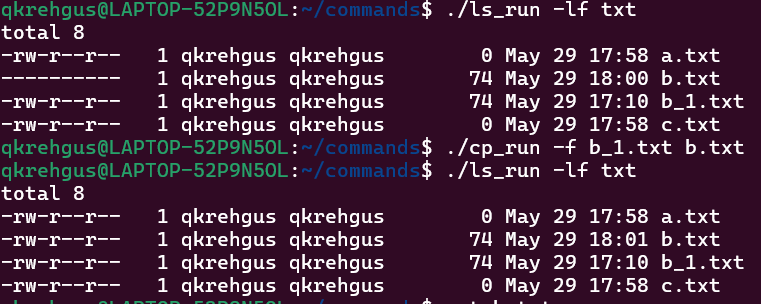 qkrehgus@LAPTOP-52P9N5OL:~/commands$ ./ls_run -lf txt
total 8
-rw-r--r--   1 qkrehgus qkrehgus          0 May 29 17:58 a.txt
----------   1 qkrehgus qkrehgus         74 May 29 18:00 b.txt
-rw-r--r--   1 qkrehgus qkrehgus         74 May 29 17:10 b_1.txt
-rw-r--r--   1 qkrehgus qkrehgus          0 May 29 17:58 c.txt
qkrehgus@LAPTOP-52P9N5OL:~/commands$ ./cp_run -f b_1.txt b.txt
qkrehgus@LAPTOP-52P9N5OL:~/commands$ ./ls_run -lf txt
total 8
-rw-r--r--   1 qkrehgus qkrehgus          0 May 29 17:58 a.txt
-rw-r--r--   1 qkrehgus qkrehgus         74 May 29 18:01 b.txt
-rw-r--r--   1 qkrehgus qkrehgus         74 May 29 17:10 b_1.txt
-rw-r--r--   1 qkrehgus qkrehgus          0 May 29 17:58 c.txt